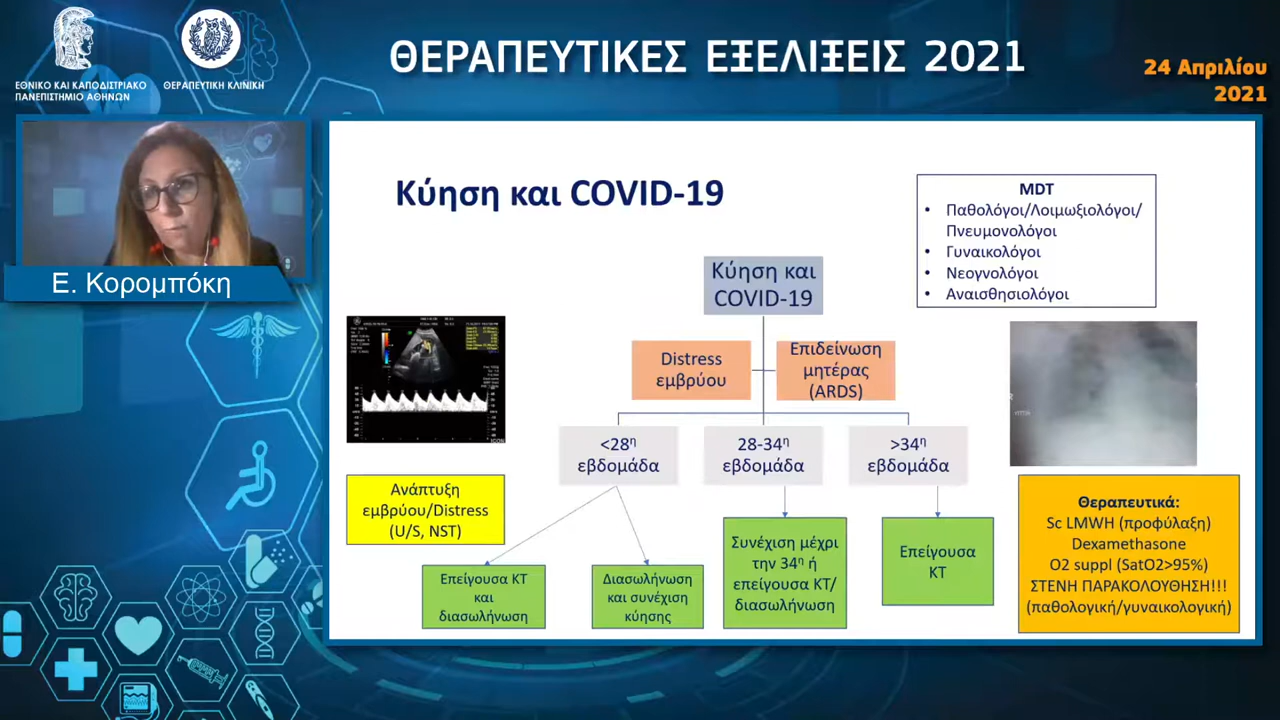 ΕΘΝΙΚΟ ΚΑΙ ΚΑΠΟΔΙΣΤΡΙΑΚΟ
ΠΑΝΕΠΙΣΤΗΜΙΟ ΑΘΗΝΩΝ
ΘΕΡΑΠΕΥΤΙΚΗ ΚΛΙΝΙΚΗ
ΘΕΡΑΠΕΥΤΙΚΕΣ ΕΞΕΛΙΞΕΙΣ 2021
24 Απριλίου
2021
Ε. Κορομπόκη
Κύηση και COVID-19
MDT
• Παθολόγοι/Λοιμωξιολόγοι/
Πνευμονολόγοι
• Γυναικολόγοι
• Νεογνολόγοι
• Αναισθησιολόγοι
Κύηση και
COVID-19
Distress
εμβρύου
Επιδείνωση
μητέρας
(ARDS)
<28η
εβδομάδα
28-34η
εβδομάδα
>34η
εβδομάδα
Ανάπτυξη
εμβρύου/Distress
(U/S, NST)
Επείγουσα ΚΤ
και
διασωλήνωση
Διασωλήνωση
και συνέχιση
κύησης
Συνέχιση μέχρι
την 34η ή
επείγουσα ΚΤ/
διασωλήνωση
Επείγουσα
ΚΤ
Θεραπευτικά:
Sc LMWH (προφύλαξη)
Dexamethasone
O2 suppl (SatO2>95%)
ΣΤΕΝΗ ΠΑΡΑΚΟΛΟΥΘΗΣΗ!!!
(παθολογική/γυναικολογική)